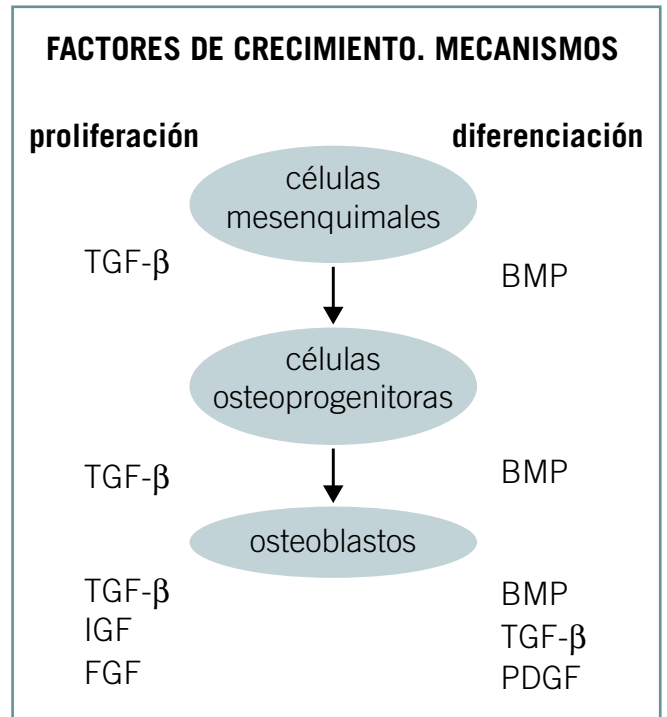 FACTORES DE CRECIMIENTO. MECANISMOS
proliferación
diferenciación
células
mesenquimales
TGF-β
BMP
células
osteoprogenitoras
TGF-β
BMP
osteoblastos
TGF-β
BMP
IGF
TGF-β
FGF
PDGF